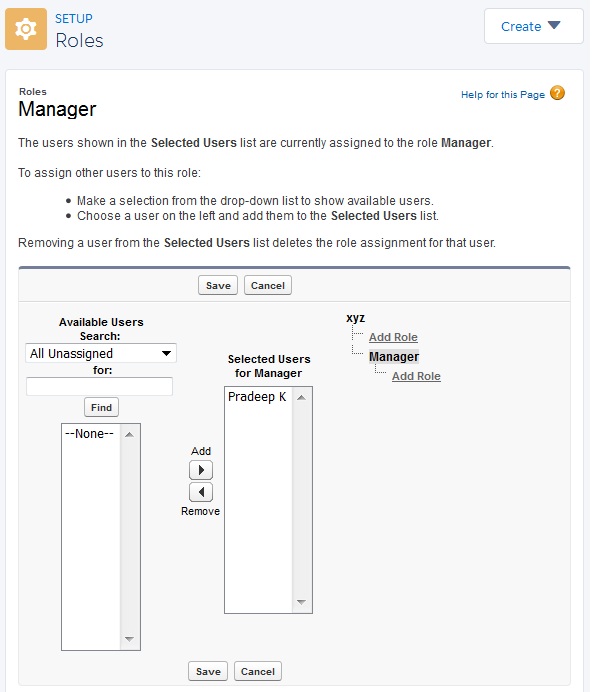 SETUP
Roles
Create
Roles
Manager
Help for this Page ?
The users shown in the Selected Users list are currently assigned to the role Manager.
To assign other users to this role:
• Make a selection from the drop-down list to show available users.
• Choose a user on the left and add them to the Selected Users list.
Removing a user from the Selected Users list deletes the role assignment for that user.
Save Cancel
Available Users
Search:
All Unassigned
for:
Find
--None--
Add
Remove
Selected Users
for Manager
Pradeep K
xyz
Add Role
Manager
Add Role
Save Cancel